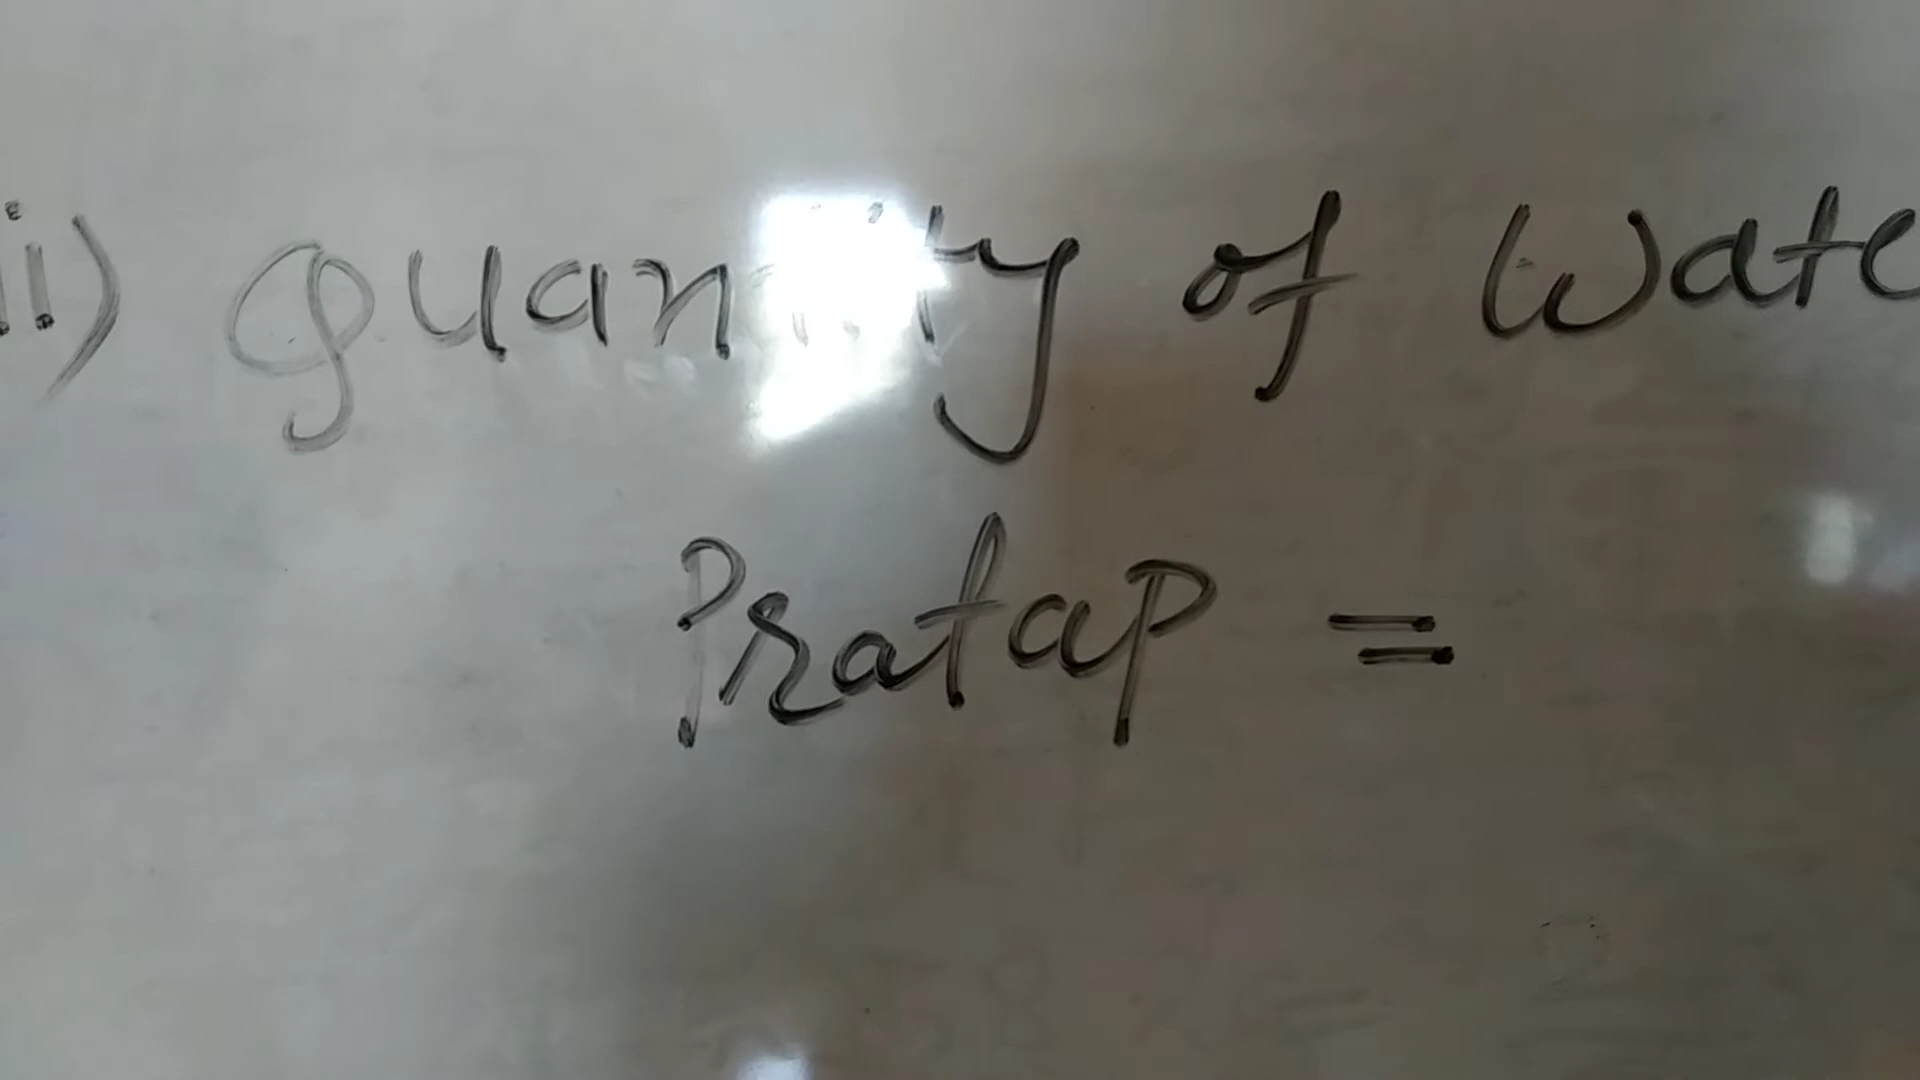 ii) quantity of Wate
Pratap =